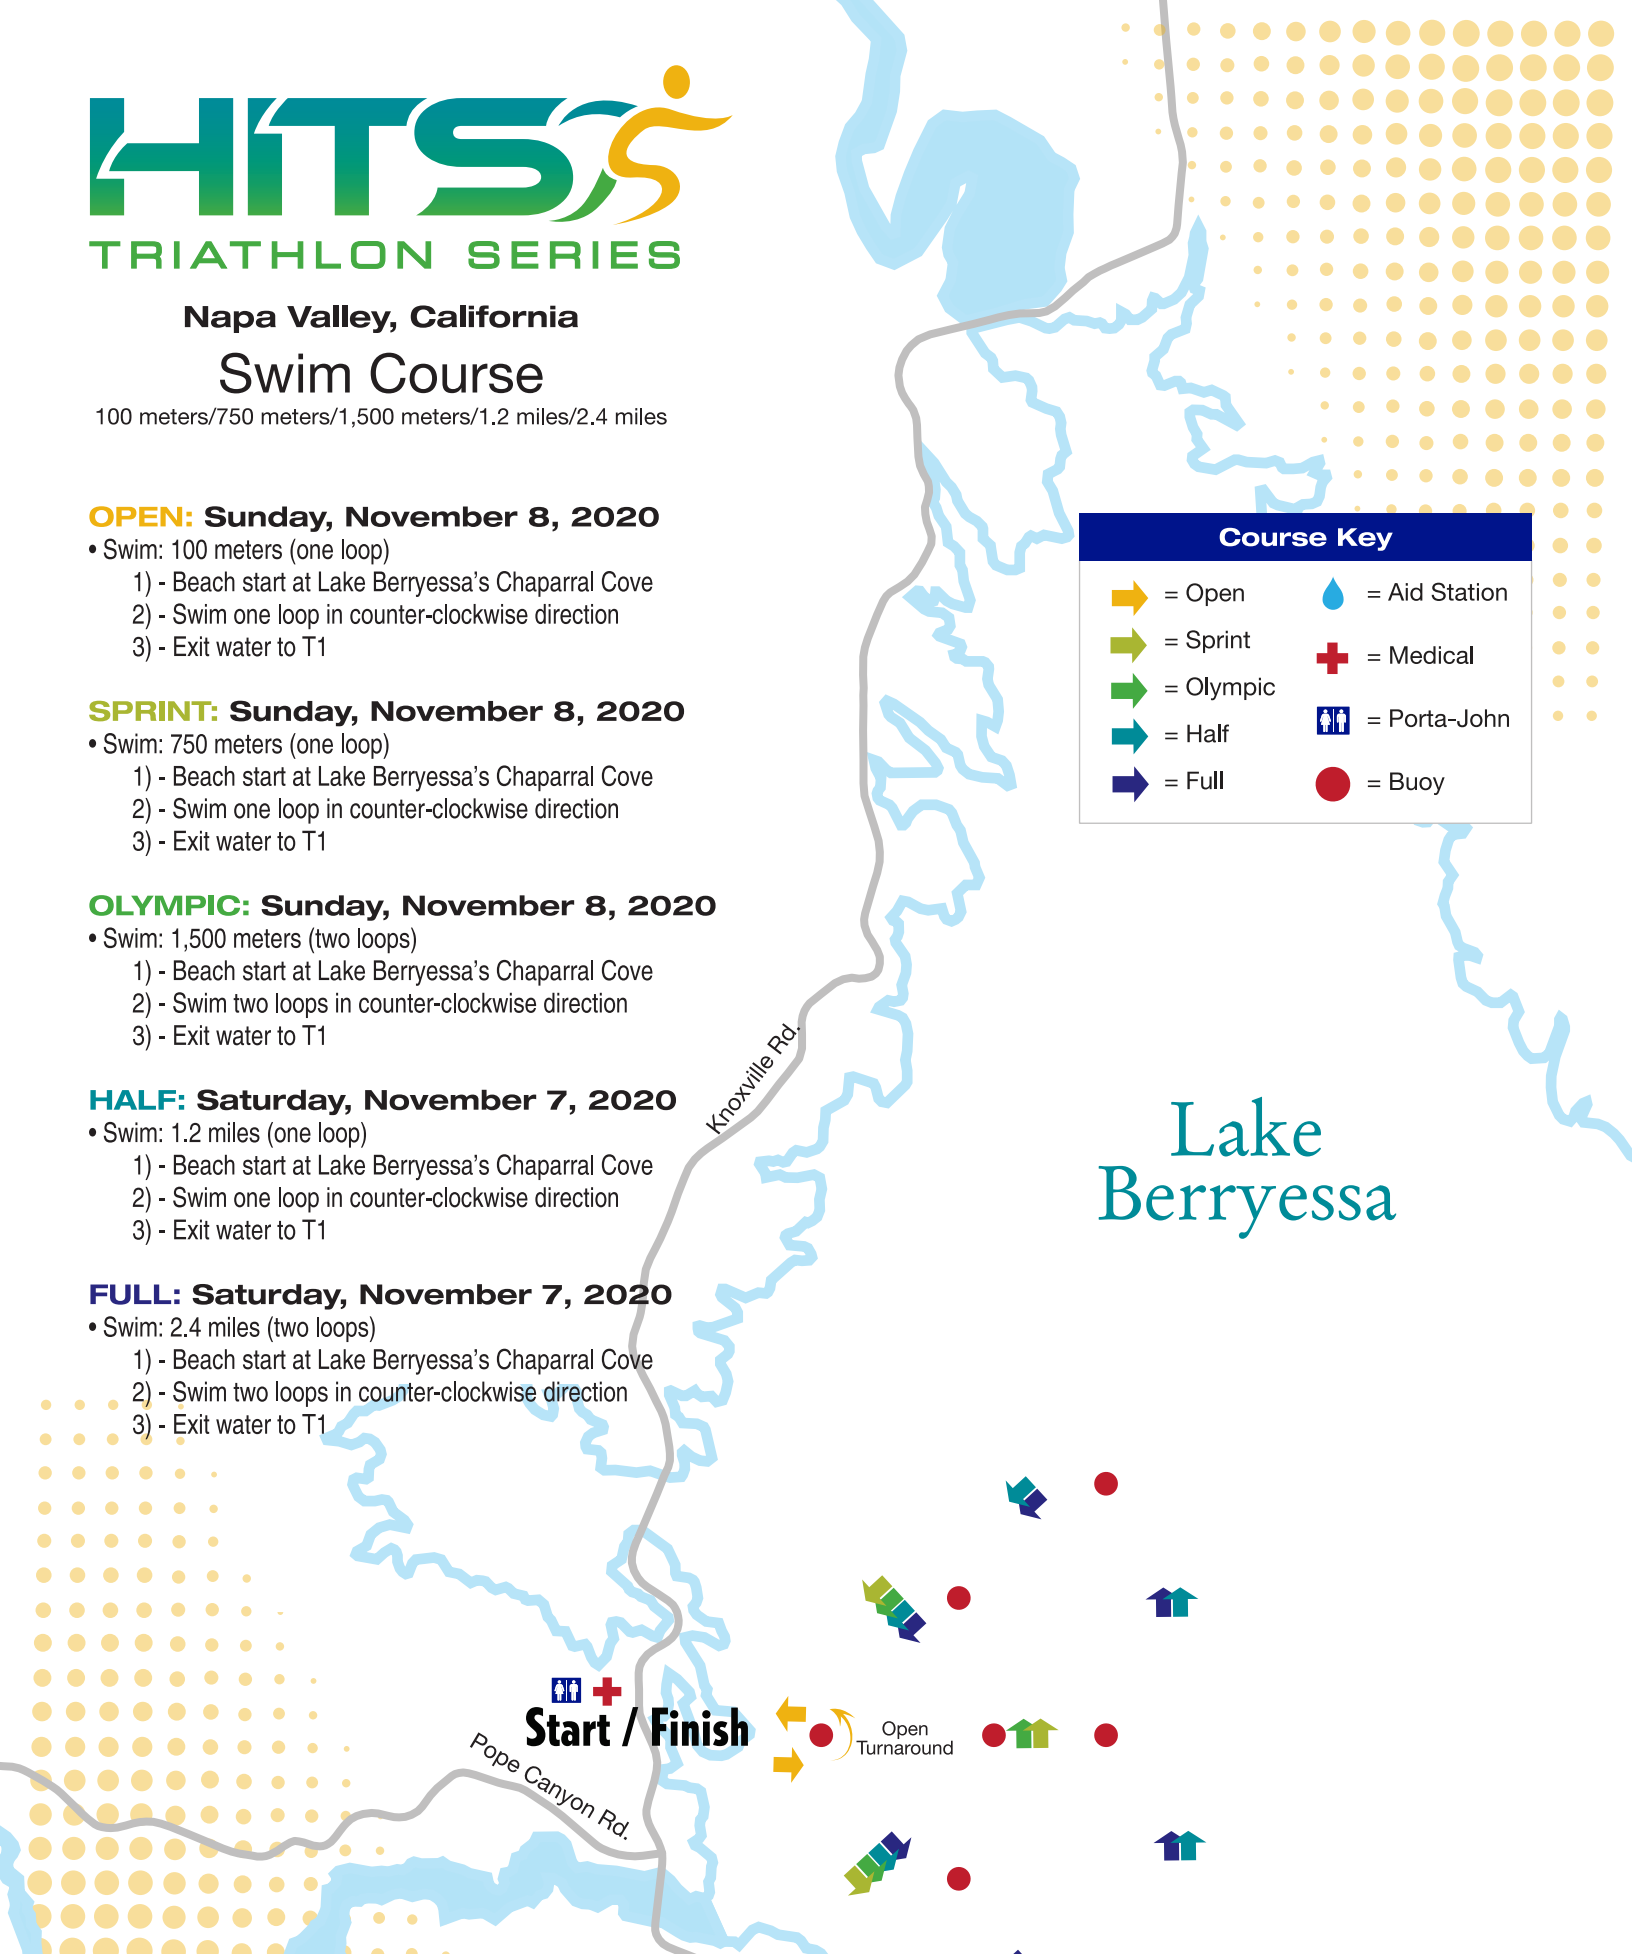 HITS
TRIATHLON SERIES
Napa Valley, California
Swim Course
100 meters/750 meters/1,500 meters/1.2 miles/2.4 miles
OPEN: Sunday, November 8, 2020
• Swim: 100 meters (one loop)
1) - Beach start at Lake Berryessa's Chaparral Cove
2) - Swim one loop in counter-clockwise direction
3) - Exit water to T1
SPRINT: Sunday, November 8, 2020
• Swim: 750 meters (one loop)
1) - Beach start at Lake Berryessa's Chaparral Cove
2) - Swim one loop in counter-clockwise direction
3) - Exit water to T1
OLYMPIC: Sunday, November 8, 2020
• Swim: 1,500 meters (two loops)
1) - Beach start at Lake Berryessa's Chaparral Cove
2) - Swim two loops in counter-clockwise direction
3) - Exit water to T1
HALF: Saturday, November 7, 2020
• Swim: 1.2 miles (one loop)
1) - Beach start at Lake Berryessa's Chaparral Cove
2) - Swim one loop in counter-clockwise direction
3) - Exit water to T1
FULL: Saturday, November 7, 2020
• Swim: 2.4 miles (two loops)
1) - Beach start at Lake Berryessa's Chaparral Cove
2) - Swim two loops in counter-clockwise direction
3) - Exit water to T1
Course Key
= Open
= Sprint
= Olympic
= Half
= Full
= Aid Station
= Medical
= Porta-John
= Buoy
Knoxville Rd.
Lake
Berryessa
Start / Finish
Open
Turnaround
Pope Canyon Rd.